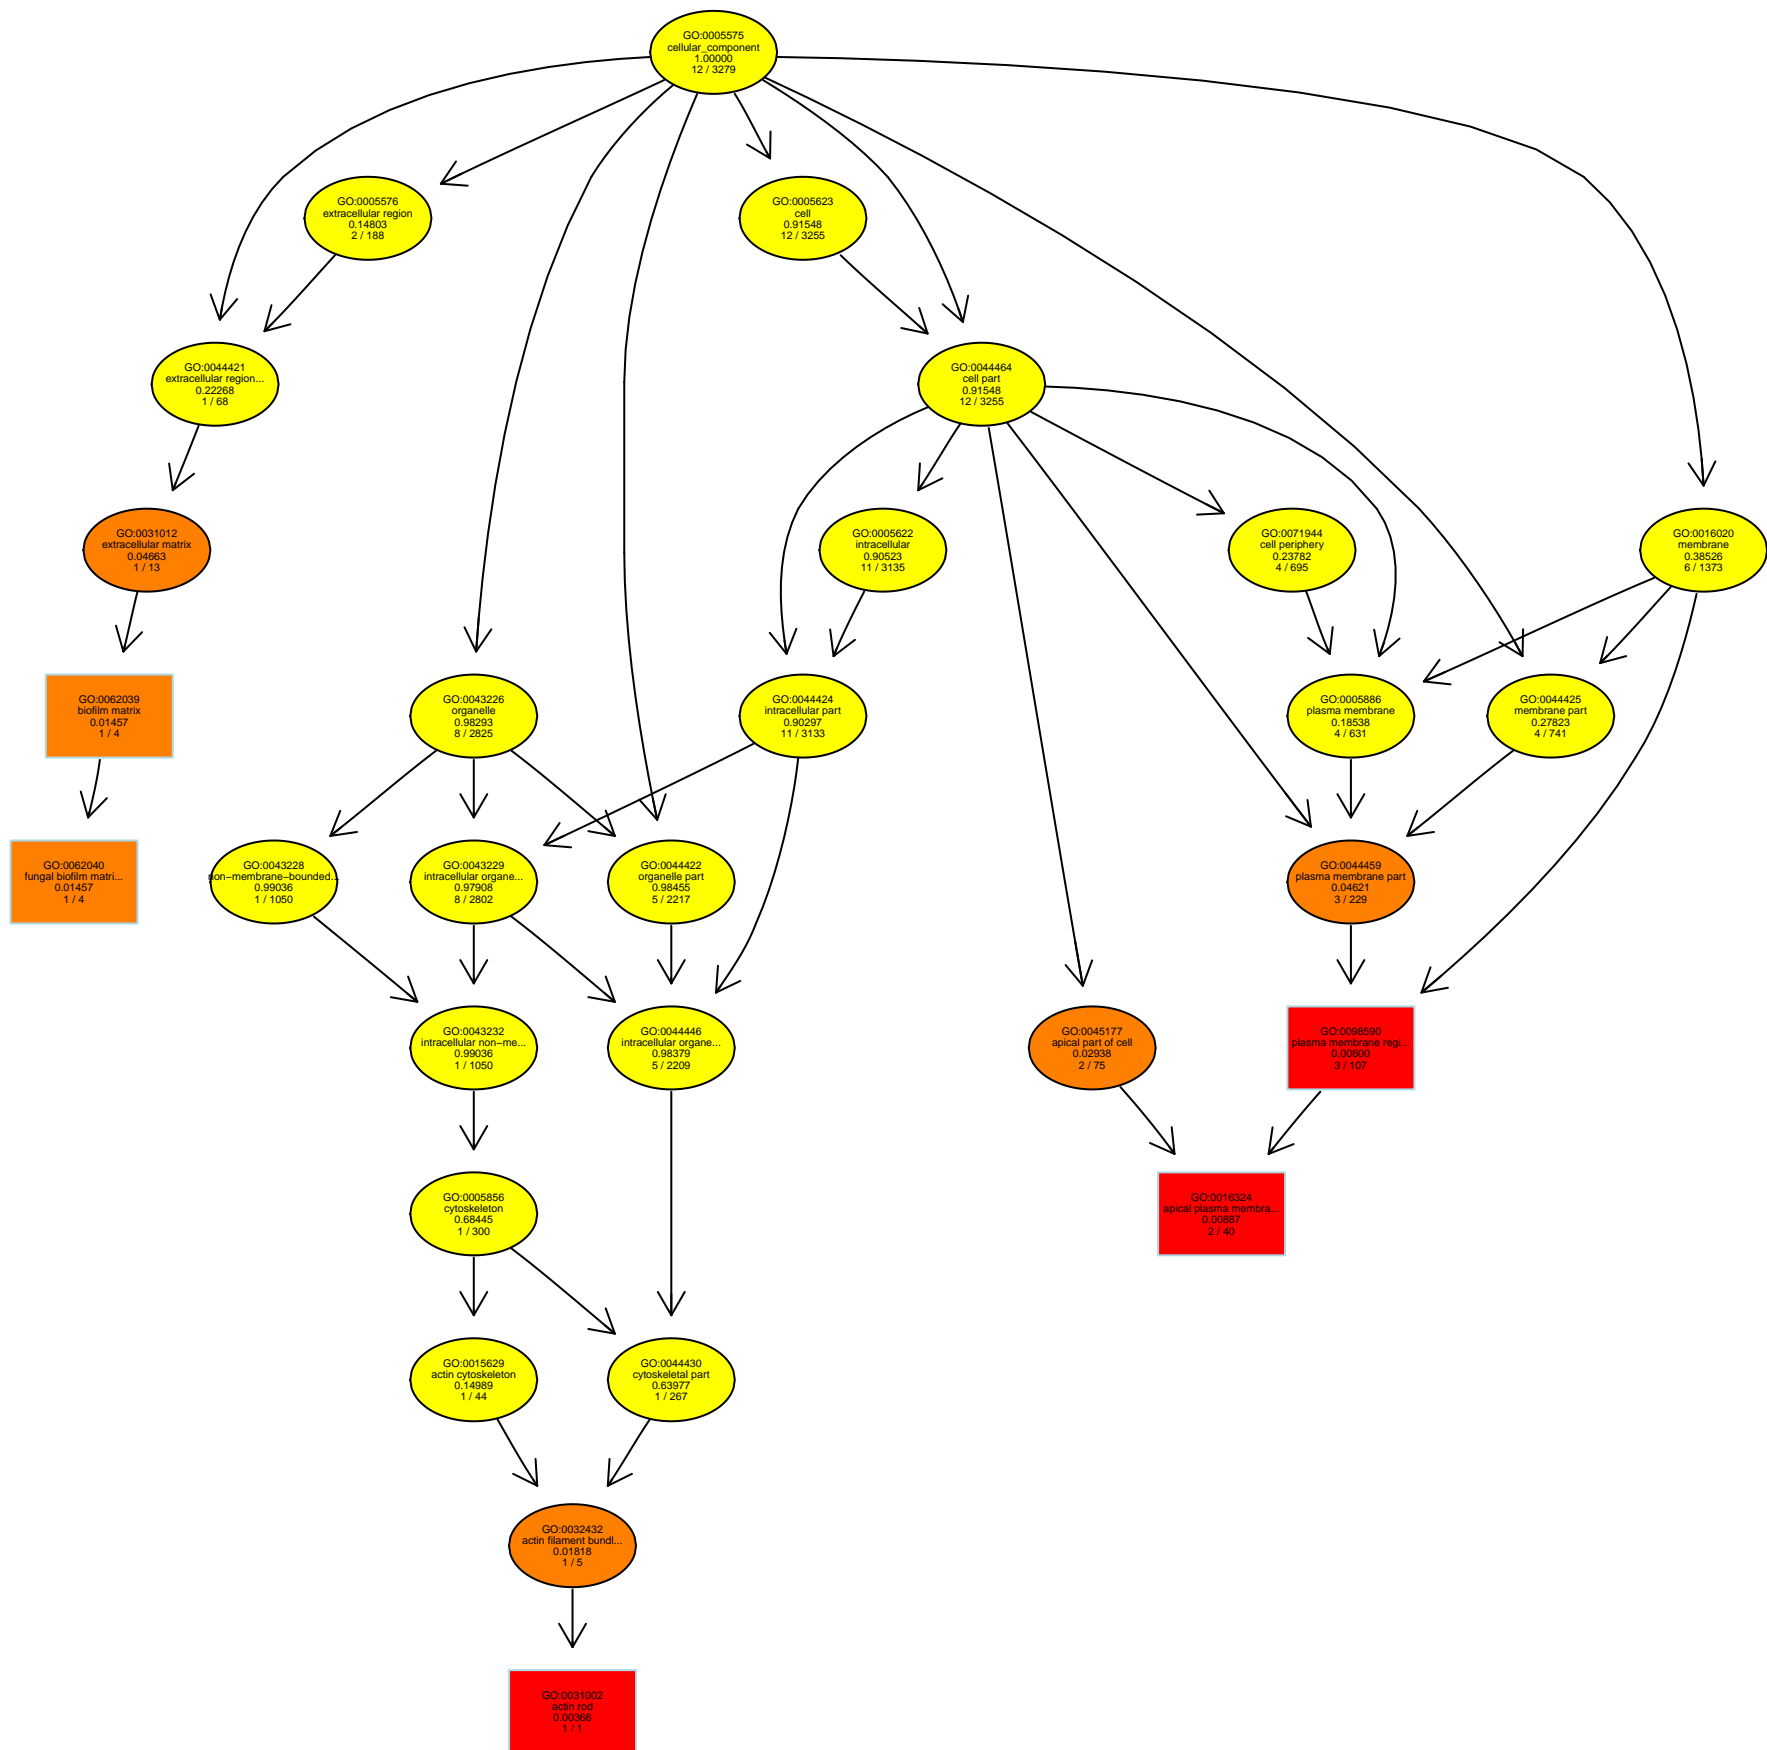 GO:0005575
cellular_component
1.00000
12 / 3279
GO:0005576
extracellular region
0.14803
2 / 188
GO:0005623
cell
0.91548
12 / 3255
GO:0044421
extracellular region...
0.22268
1 / 68
GO:0044464
cell part
0.91548
12 / 3255
GO:0031012
extracellular matrix
0.04663
1 / 13
GO:0005622
intracellular
0.90523
11 / 3135
GO:0071944
cell periphery
0.23782
4 / 695
GO:0016020
membrane
0.38526
6 / 1373
GO:0062039
biofilm matrix
0.01457
1 / 4
GO:0043226
organelle
0.98293
8 / 2825
GO:0044424
intracellular part
0.90297
11 / 3133
GO:0005886
plasma membrane
0.18538
4 / 631
GO:0044425
membrane part
0.27823
4 / 741
GO:0062040
fungal biofilm matri...
0.01457
1 / 4
GO:0043228
non−membrane−bounded...
0.99036
1 / 1050
GO:0043229
intracellular organe...
0.97908
8 / 2802
GO:0044422
organelle part
0.98455
5 / 2217
GO:0044459
plasma membrane part
0.04621
3 / 229
GO:0043232
intracellular non−me...
0.99036
1 / 1050
GO:0044446
intracellular organe...
0.98379
5 / 2209
GO:0045177
apical part of cell
0.02938
2 / 75
GO:0098590
plasma membrane regi...
0.00600
3 / 107
GO:0005856
cytoskeleton
0.68445
1 / 300
GO:0016324
apical plasma membra...
0.00887
2 / 40
GO:0015629
actin cytoskeleton
0.14989
1 / 44
GO:0044430
cytoskeletal part
0.63977
1 / 267
GO:0032432
actin filament bundl...
0.01818
1 / 5
GO:0031002
actin rod
0.00366
1 / 1